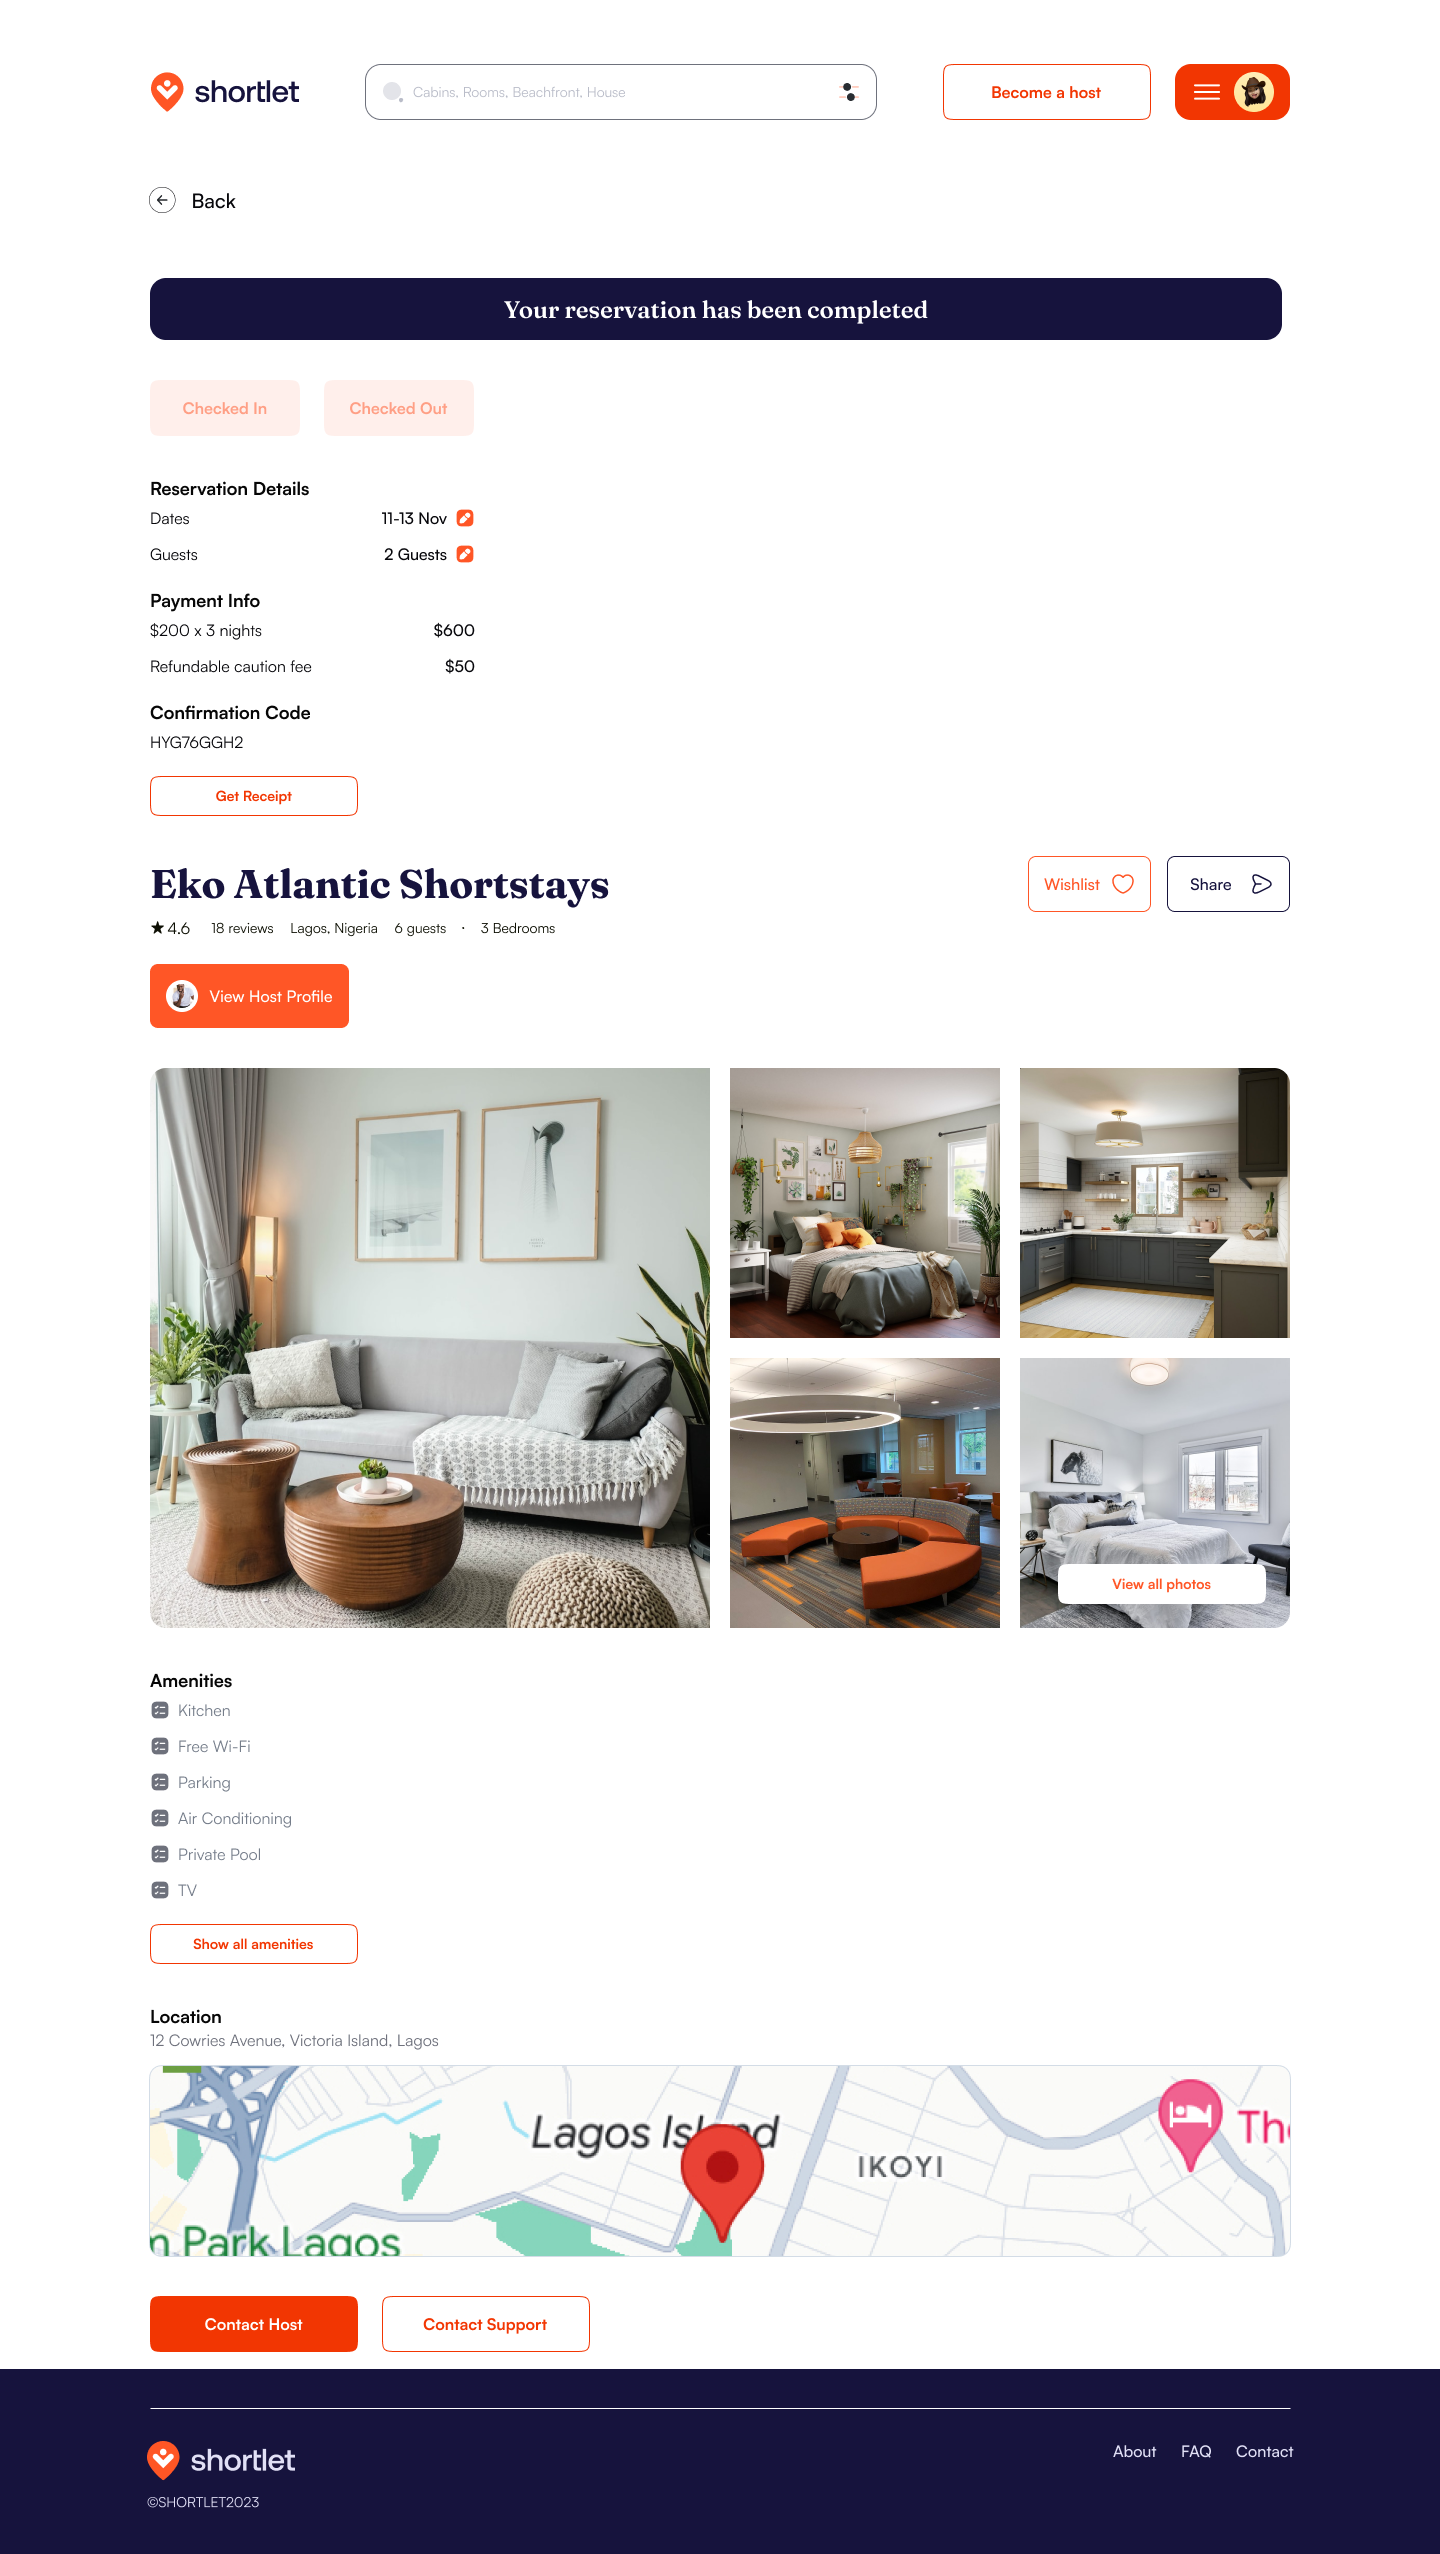 shortlet
Cabins, Rooms, Beachfront, House
Become a host
Back
Your reservation has been completed
Checked In
Checked Out
Reservation Details
Dates 11-13 Nov
Guests 2 Guests
Payment Info
$200 x 3 nights $600
Refundable caution fee $50
Confirmation Code
HYG76GGH2
Get Receipt
Eko Atlantic Shortstays
Wishlist
Share
4.6 18 reviews Lagos, Nigeria 6 guests · 3 Bedrooms
View Host Profile
View all photos
Amenities
Kitchen
Free Wi-Fi
Parking
Air Conditioning
Private Pool
TV
Show all amenities
Location
12 Cowries Avenue, Victoria Island, Lagos
Lagos Island
IKOYI
The
n Park Lagos
Contact Host
Contact Support
shortlet
About FAQ Contact
©SHORTLET2023